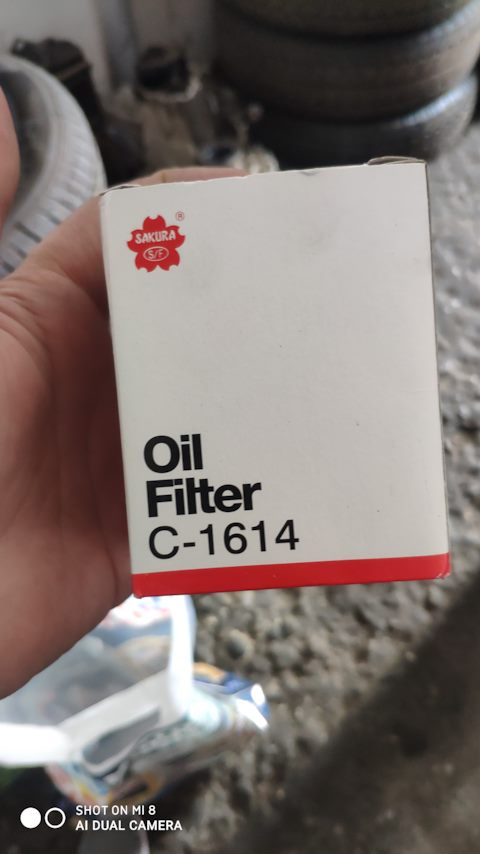 ®
SAKURA
S/F
Oil
Filter
C-1614
SHOT ON MI 8
AI DUAL CAMERA